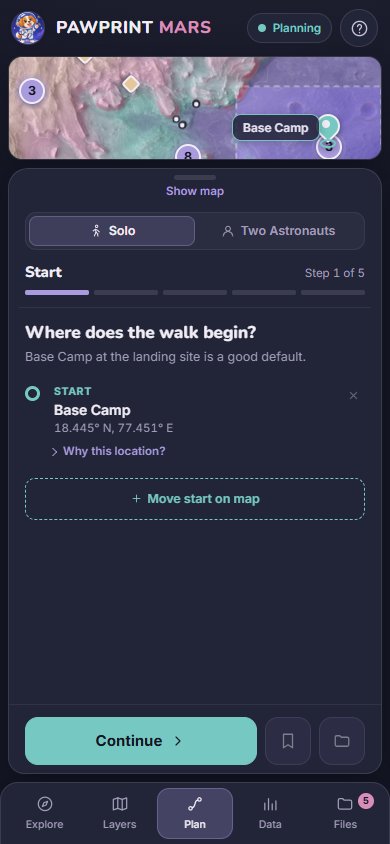 PAWPRINT MARS
Planning
3
Base Camp
8
Show map
Solo
Two Astronauts
Start
Step 1 of 5
Where does the walk begin?
Base Camp at the landing site is a good default.
START
Base Camp
18.445° N, 77.451° E
Why this location?
+ Move start on map
Continue
Explore
Layers
Plan
Data
Files
5